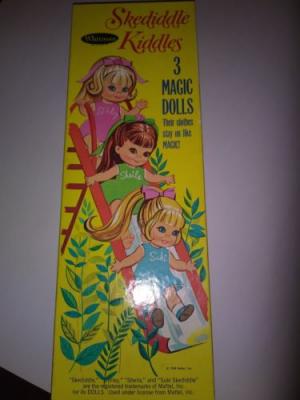 Skediddle
Whitman
Kiddles
3
MAGIC
DOLLS
Their clothes
stay on like
MAGIC!
Sheila
Suki
"Skediddle," "Sheila," and "Suki Skediddle"
are the registered trademarks of Mattel, Inc.
for its DOLLS Used under license from Mattel, Inc.